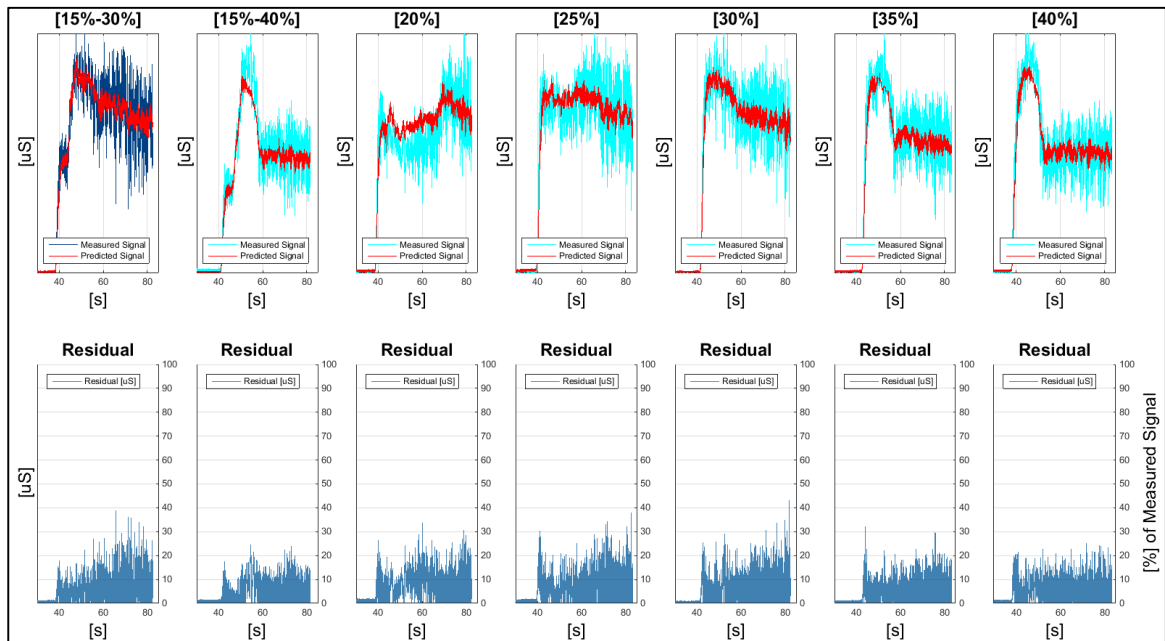 [15%-30%] [15%-40%] [20%] [25%] [30%] [35%] [40%]
[uS] [uS] [uS] [uS] [uS] [uS] [uS]
Measured Signal Measured Signal Measured Signal Measured Signal Measured Signal Measured Signal Measured Signal
Predicted Signal Predicted Signal Predicted Signal Predicted Signal Predicted Signal Predicted Signal Predicted Signal
40 60 80 40 60 80 40 60 80 40 60 80 40 60 80 40 60 80 40 60 80
[s] [s] [s] [s] [s] [s] [s]
Residual Residual Residual Residual Residual Residual Residual
100 100 100 100 100 100 100
Residual [uS] Residual [uS] Residual [uS] Residual [uS] Residual [uS] Residual [uS] Residual [uS]
90 90 90 90 90 90 90
80 80 80 80 80 80 80
70 70 70 70 70 70 70
60 60 60 60 60 60 60
[uS]
50 50 50 50 50 50 50
40 40 40 40 40 40 40
30 30 30 30 30 30 30
20 20 20 20 20 20 20
10 10 10 10 10 10 10
0 0 0 0 0 0 0
[%] of Measured Signal
40 60 80 40 60 80 40 60 80 40 60 80 40 60 80 40 60 80 40 60 80
[s] [s] [s] [s] [s] [s] [s]